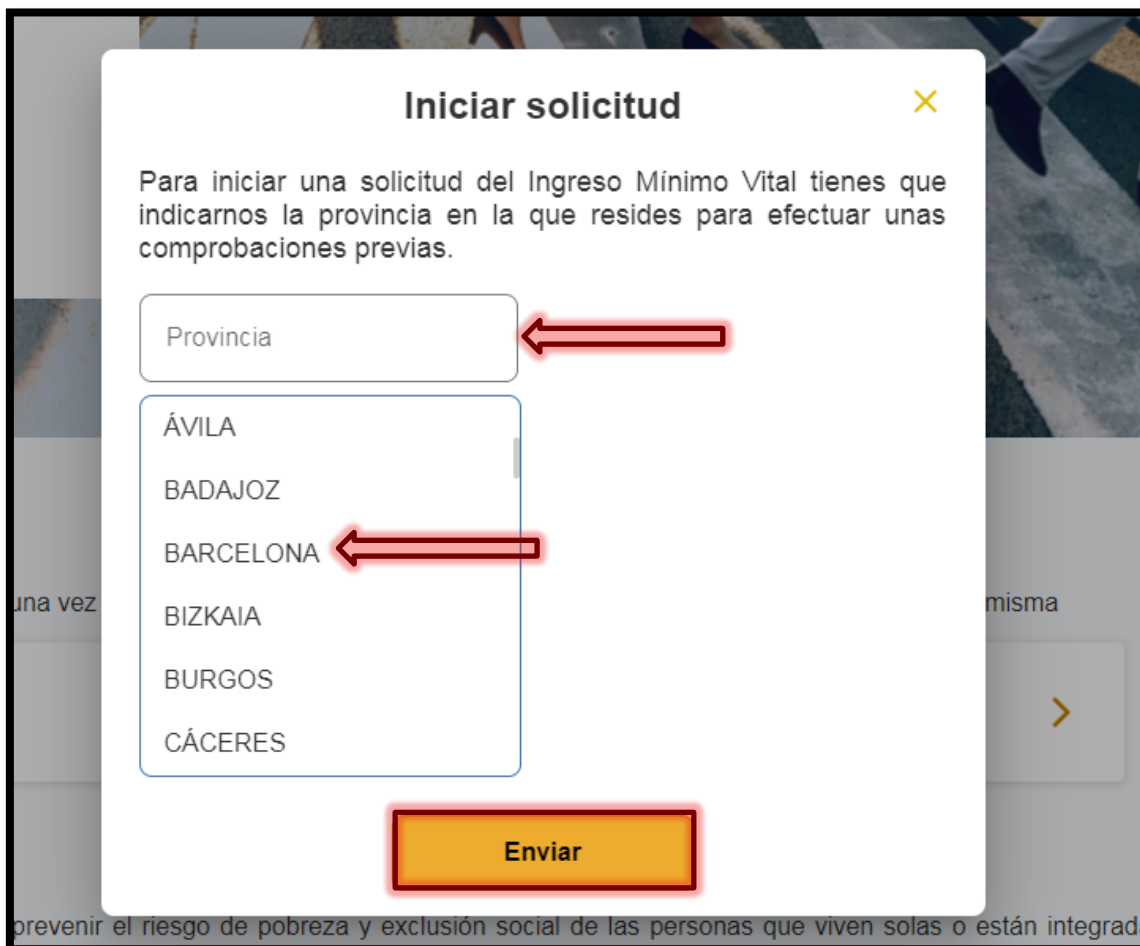 Iniciar solicitud
Para iniciar una solicitud del Ingreso Mínimo Vital tienes que
indicarnos la provincia en la que resides para efectuar unas
comprobaciones previas.
Provincia
ÁVILA
BADAJOZ
BARCELONA
BIZKAIA
BURGOS
CÁCERES
una vez
misma
Enviar
prevenir el riesgo de pobreza y exclusión social de las personas que viven solas o están integrad